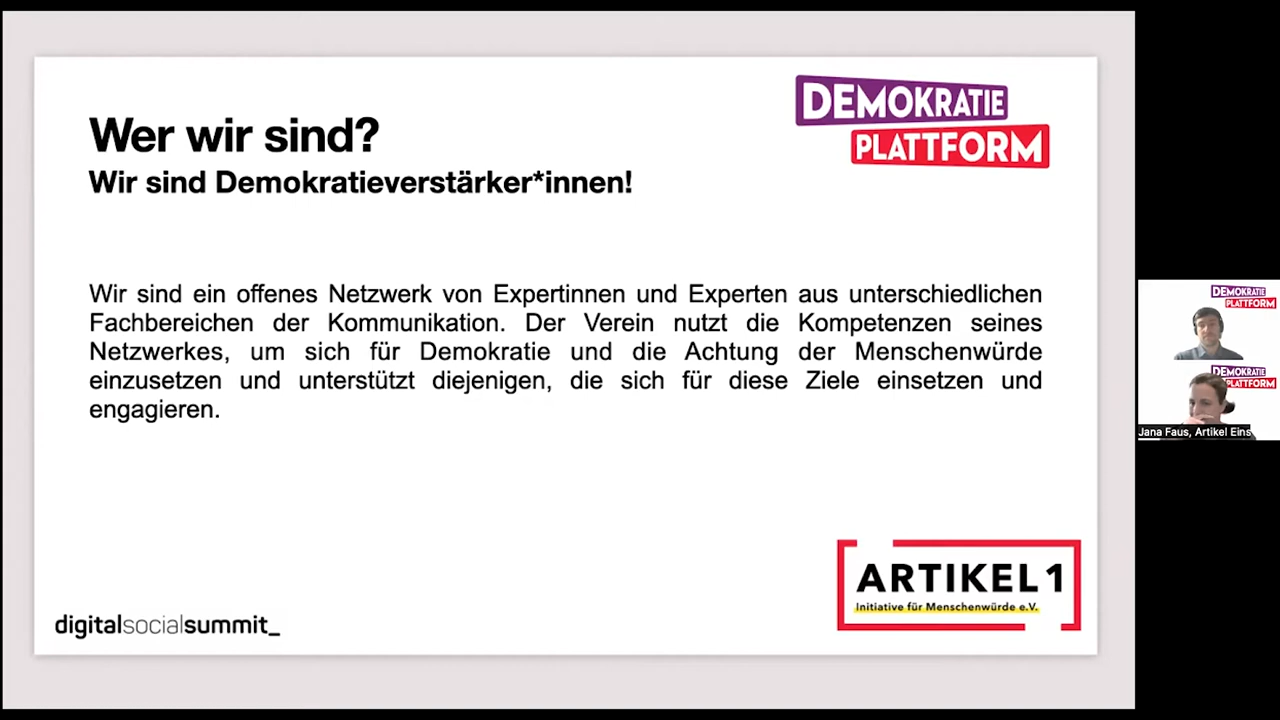 DEMOKRATIE
PLATTFORM
Wer wir sind?
Wir sind Demokratieverstärker*innen!
Wir sind ein offenes Netzwerk von Expertinnen und Experten aus unterschiedlichen
Fachbereichen der Kommunikation. Der Verein nutzt die Kompetenzen seines
Netzwerkes, um sich für Demokratie und die Achtung der Menschenwürde
einzusetzen und unterstützt diejenigen, die sich für diese Ziele einsetzen und
engagieren.
ARTIKEL 1
Initiative für Menschenwürde e.V.
digitalsocialsummit_
DEMOKRATIE
PLATTFORM
DEMOKRATIE
PLATTFORM
Jana Faus, Artikel Eins